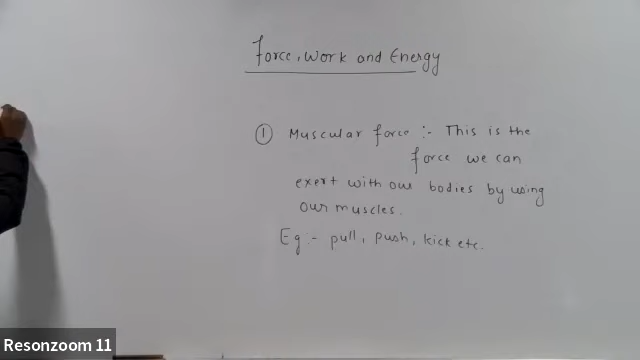 Force, Work and Energy
① Muscular force :- This is the
force we can
exert with our bodies by using
our muscles.
Eg :- pull, push, kick etc.
Resonzoom 11